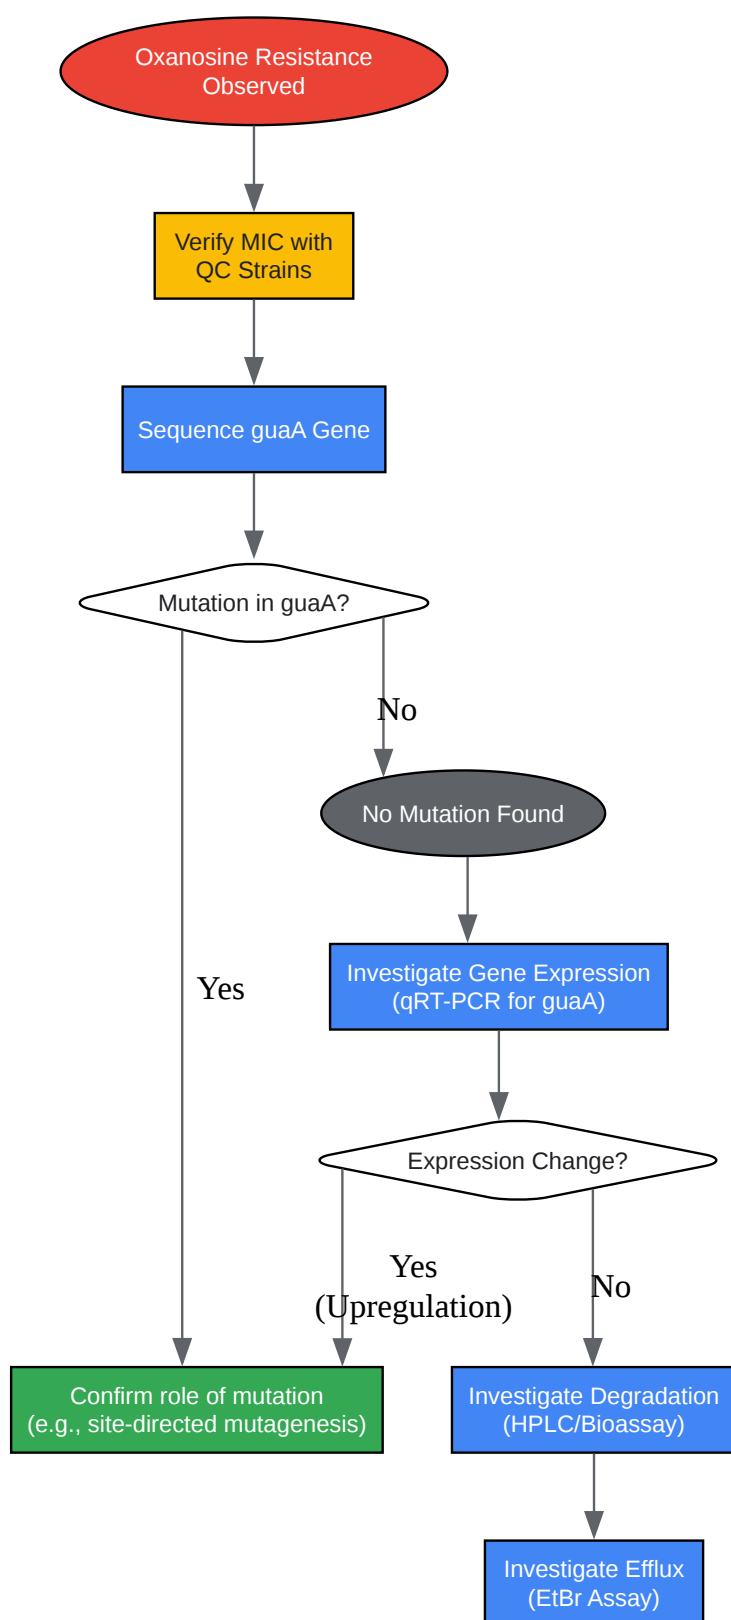 Oxanosine Resistance
Observed
Verify MIC with
QC Strains
Sequence guaA Gene
Mutation in guaA?
No
No Mutation Found
Yes
Investigate Gene Expression
(qRT-PCR for guaA)
Expression Change?
Yes
(Upregulation)
No
Confirm role of mutation
(e.g., site-directed mutagenesis)
Investigate Degradation
(HPLC/Bioassay)
Investigate Efflux
(EtBr Assay)